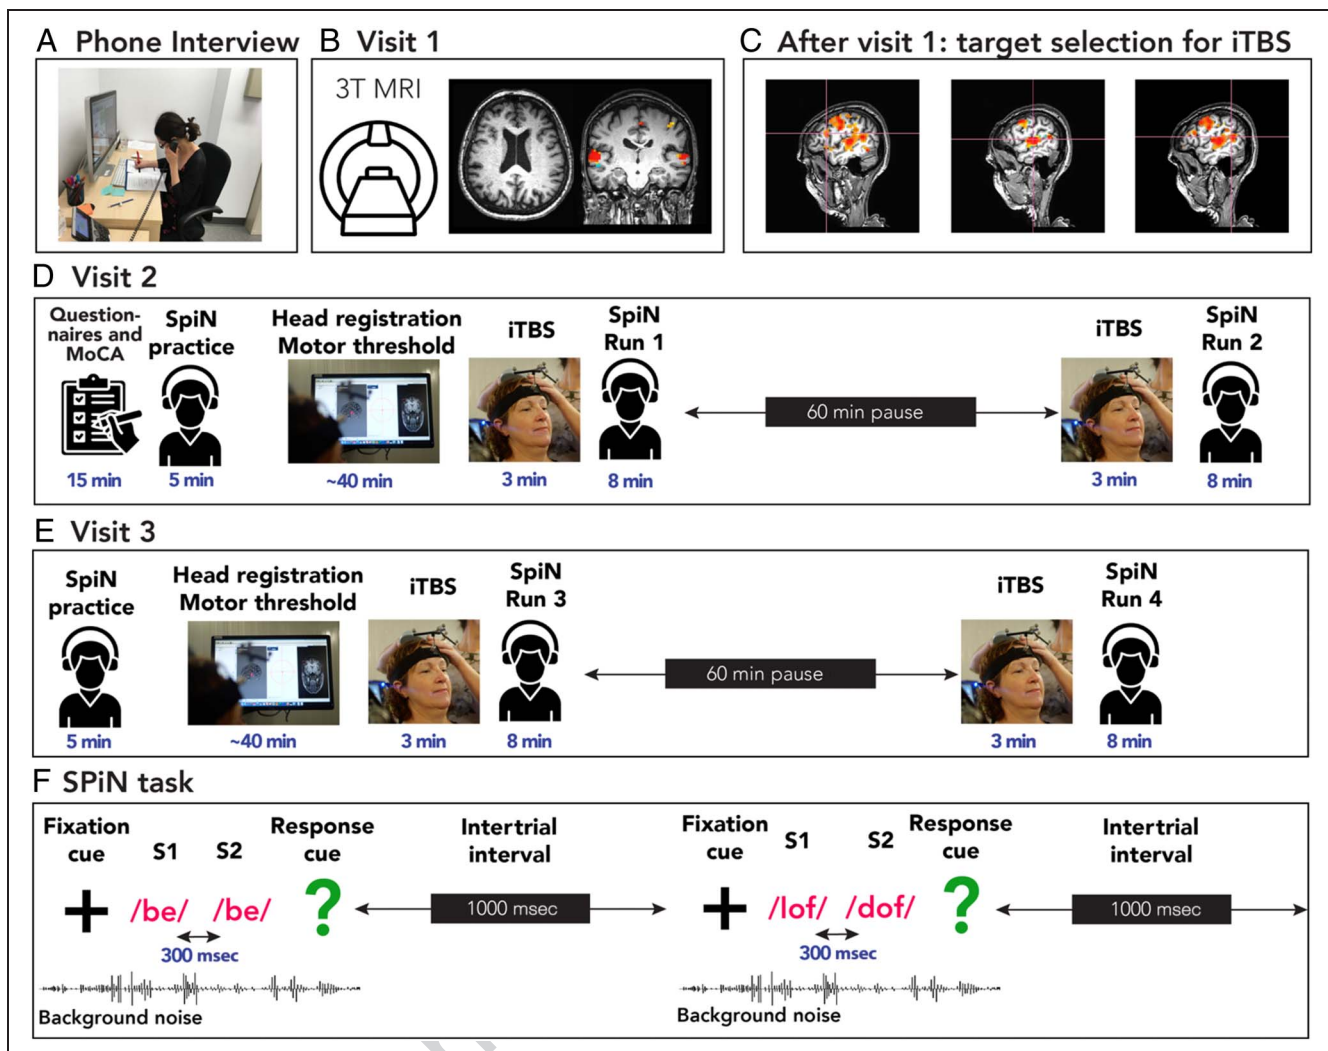 A Phone Interview
B Visit 1
C After visit 1: target selection for iTBS
3T MRI
D Visit 2
Question-
naires and
MoCA
15 min
SpiN
practice
5 min
Head registration
Motor threshold
~40 min
iTBS
3 min
SpiN
Run 1
8 min
60 min pause
iTBS
3 min
SpiN
Run 2
8 min
E Visit 3
SpiN
practice
5 min
Head registration
Motor threshold
~40 min
iTBS
3 min
SpiN
Run 3
8 min
60 min pause
iTBS
3 min
SpiN
Run 4
8 min
F SPiN task
Fixation
cue
+
S1
/be/
S2
/be/
300 msec
Response
cue
?
Intertrial
interval
1000 msec
Background noise
Fixation
cue
+
S1
/lof/
S2
/dof/
300 msec
Response
cue
?
Intertrial
interval
1000 msec
Background noise